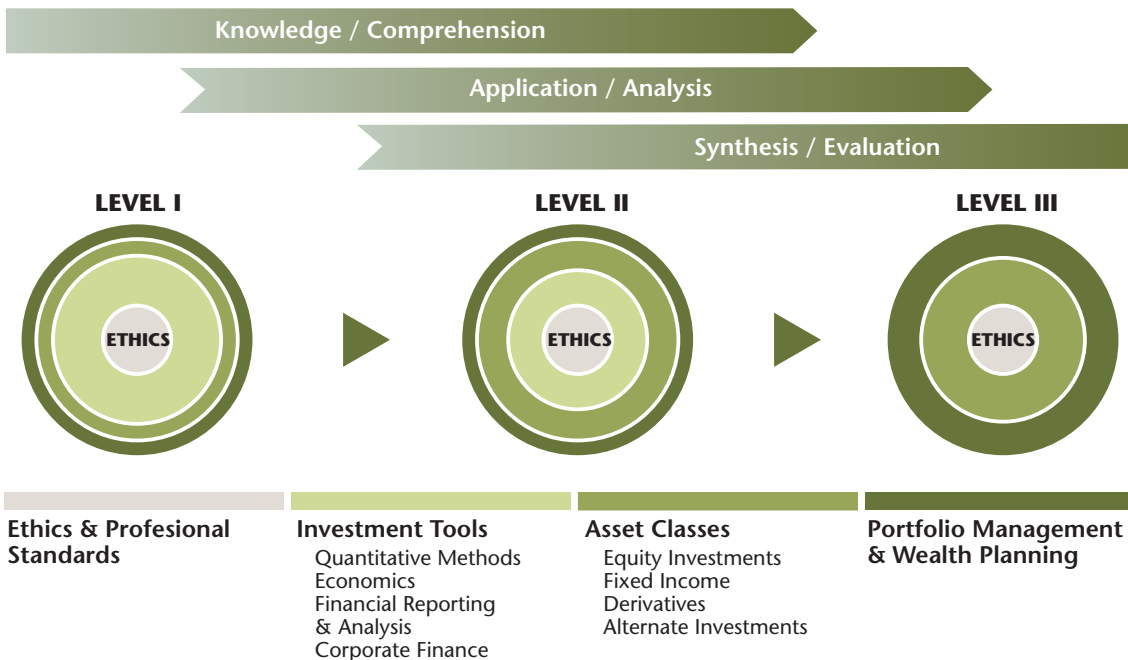 Knowledge / Comprehension
Application / Analysis
Synthesis / Evaluation
LEVEL I
LEVEL II
LEVEL III
ETHICS
ETHICS
ETHICS
Ethics & Profesional
Standards
Investment Tools
Quantitative Methods
Economics
Financial Reporting
& Analysis
Corporate Finance
Asset Classes
Equity Investments
Fixed Income
Derivatives
Alternate Investments
Portfolio Management
& Wealth Planning